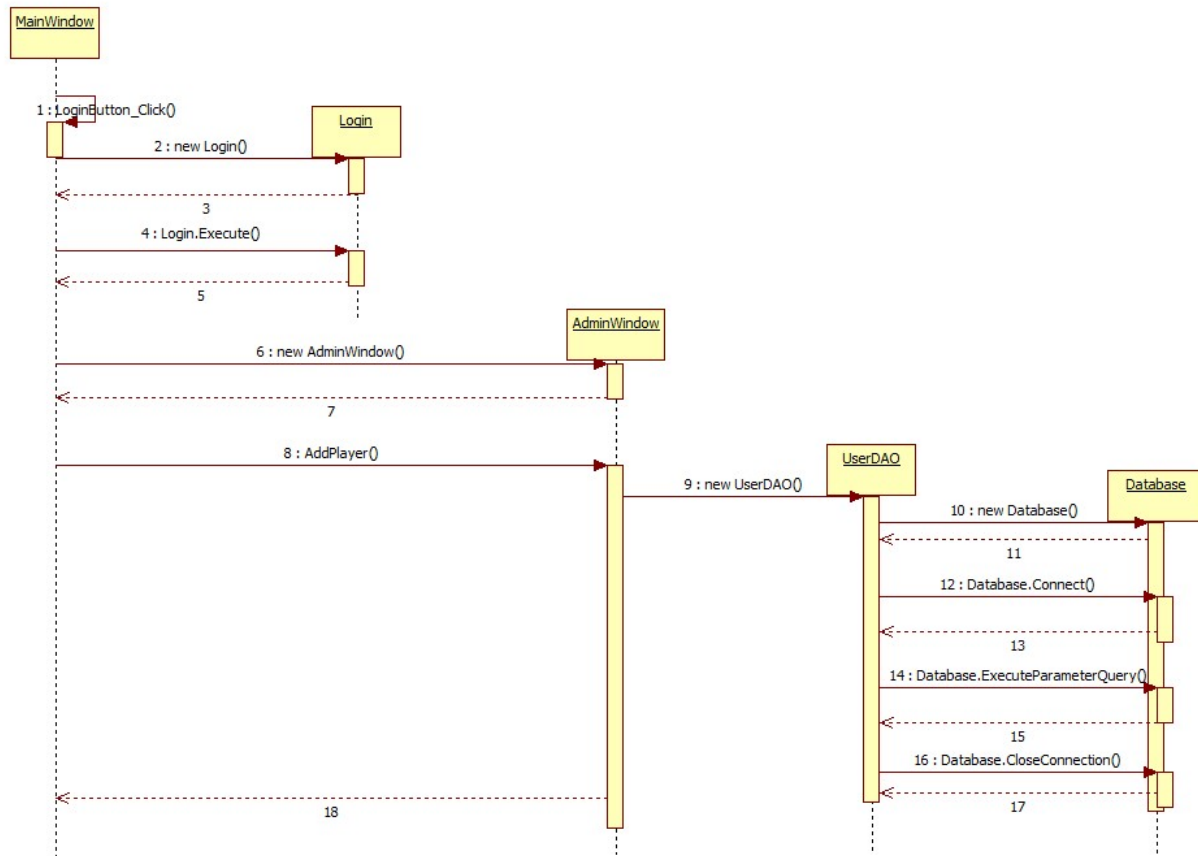 MainWindow
1 : LoginButton_Click()
Login
2 : new Login()
3
4 : Login.Execute()
5
AdminWindow
6 : new AdminWindow()
7
8 : AddPlayer()
UserDAO
9 : new UserDAO()
Database
10 : new Database()
11
12 : Database.Connect()
13
14 : Database.ExecuteParameterQuery()
15
16 : Database.CloseConnection()
17
18